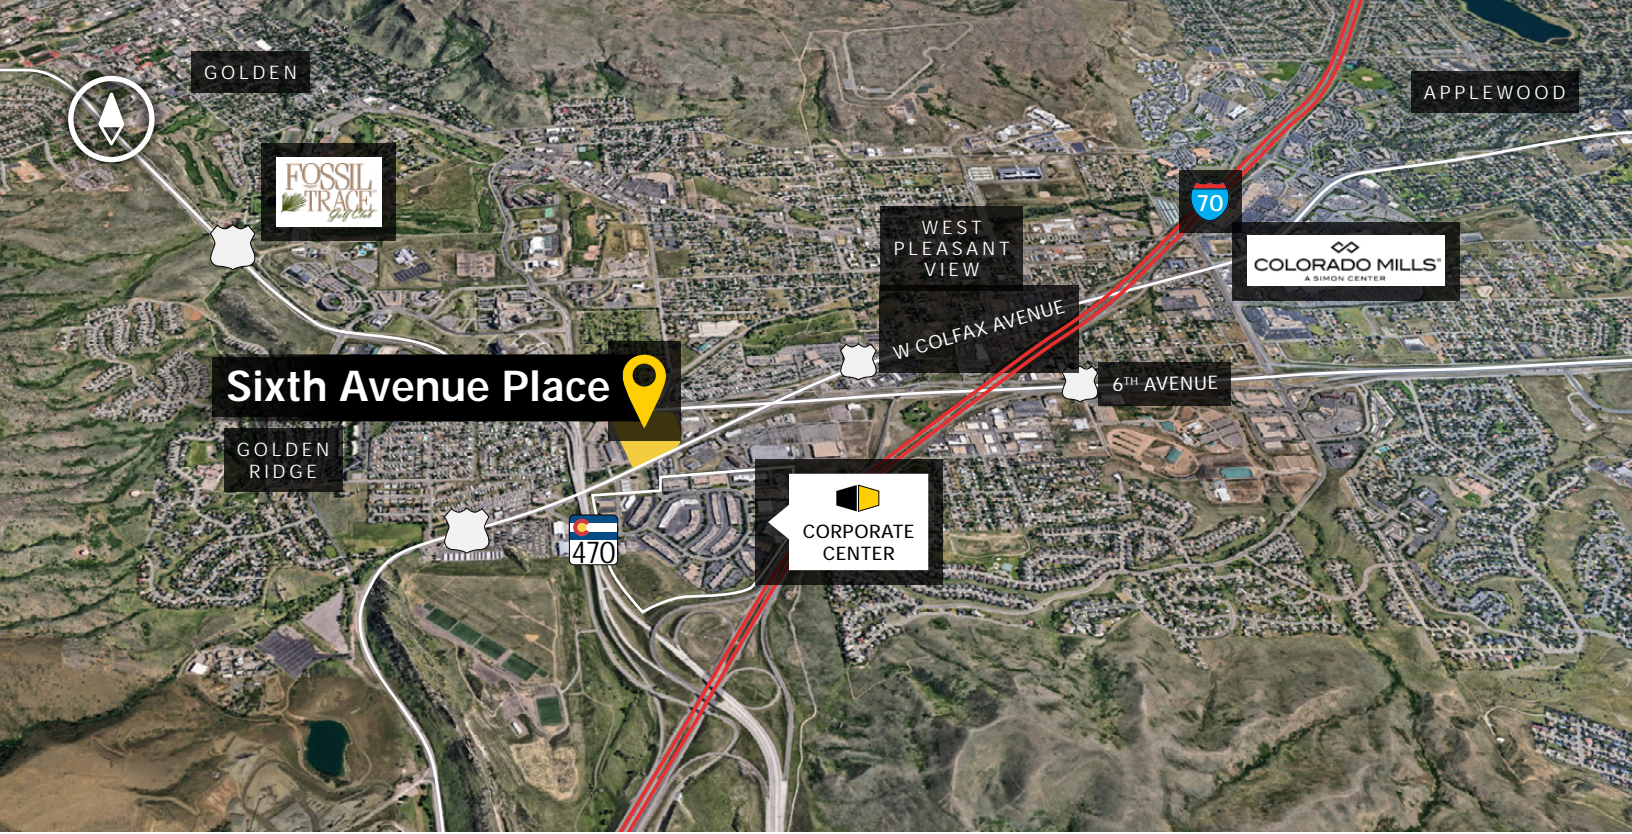 GOLDEN
APPLEWOOD
FOSSIL
TRACE
Golf Club
70
WEST
PLEASANT
VIEW
COLORADO MILLS®
A SIMON CENTER
W COLFAX AVENUE
6TH AVENUE
Sixth Avenue Place
GOLDEN
RIDGE
470
CORPORATE
CENTER